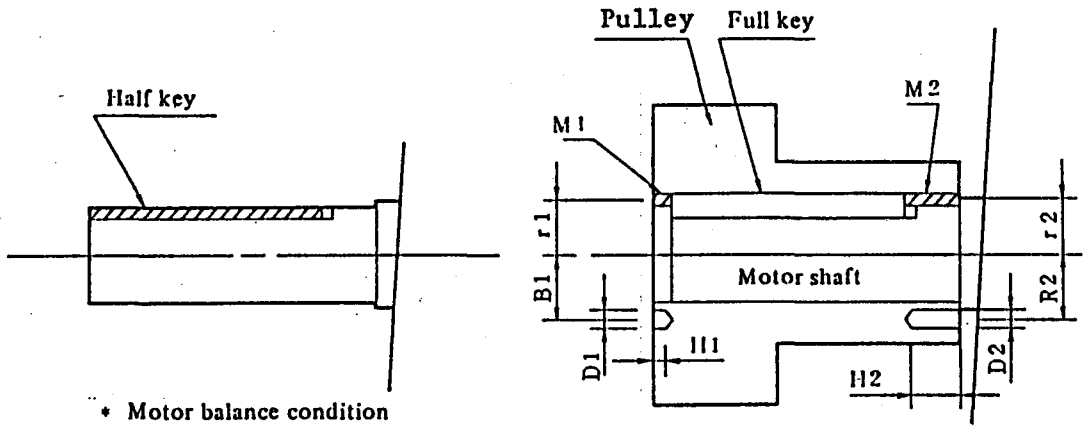 Pulley
Full key
M2
Half key
M1
r1
r2
B1
Motor shaft
R2
D1
H1
D2
H2
* Motor balance condition